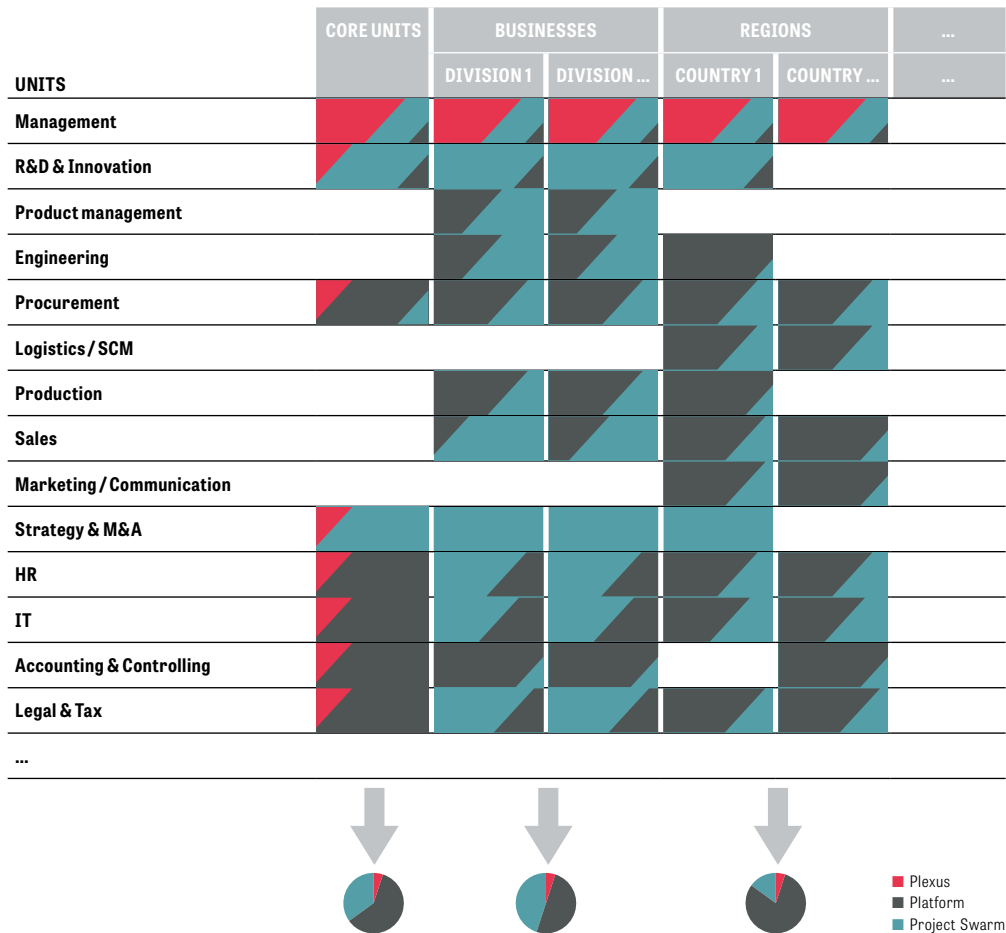 CORE UNITS BUSINESSES REGIONS ...
UNITS DIVISION 1 DIVISION ... COUNTRY 1 COUNTRY ... ...
Management
R&D & Innovation
Product management
Engineering
Procurement
Logistics / SCM
Production
Sales
Marketing / Communication
Strategy & M&A
HR
IT
Accounting & Controlling
Legal & Tax
...
Plexus
Platform
Project Swarm